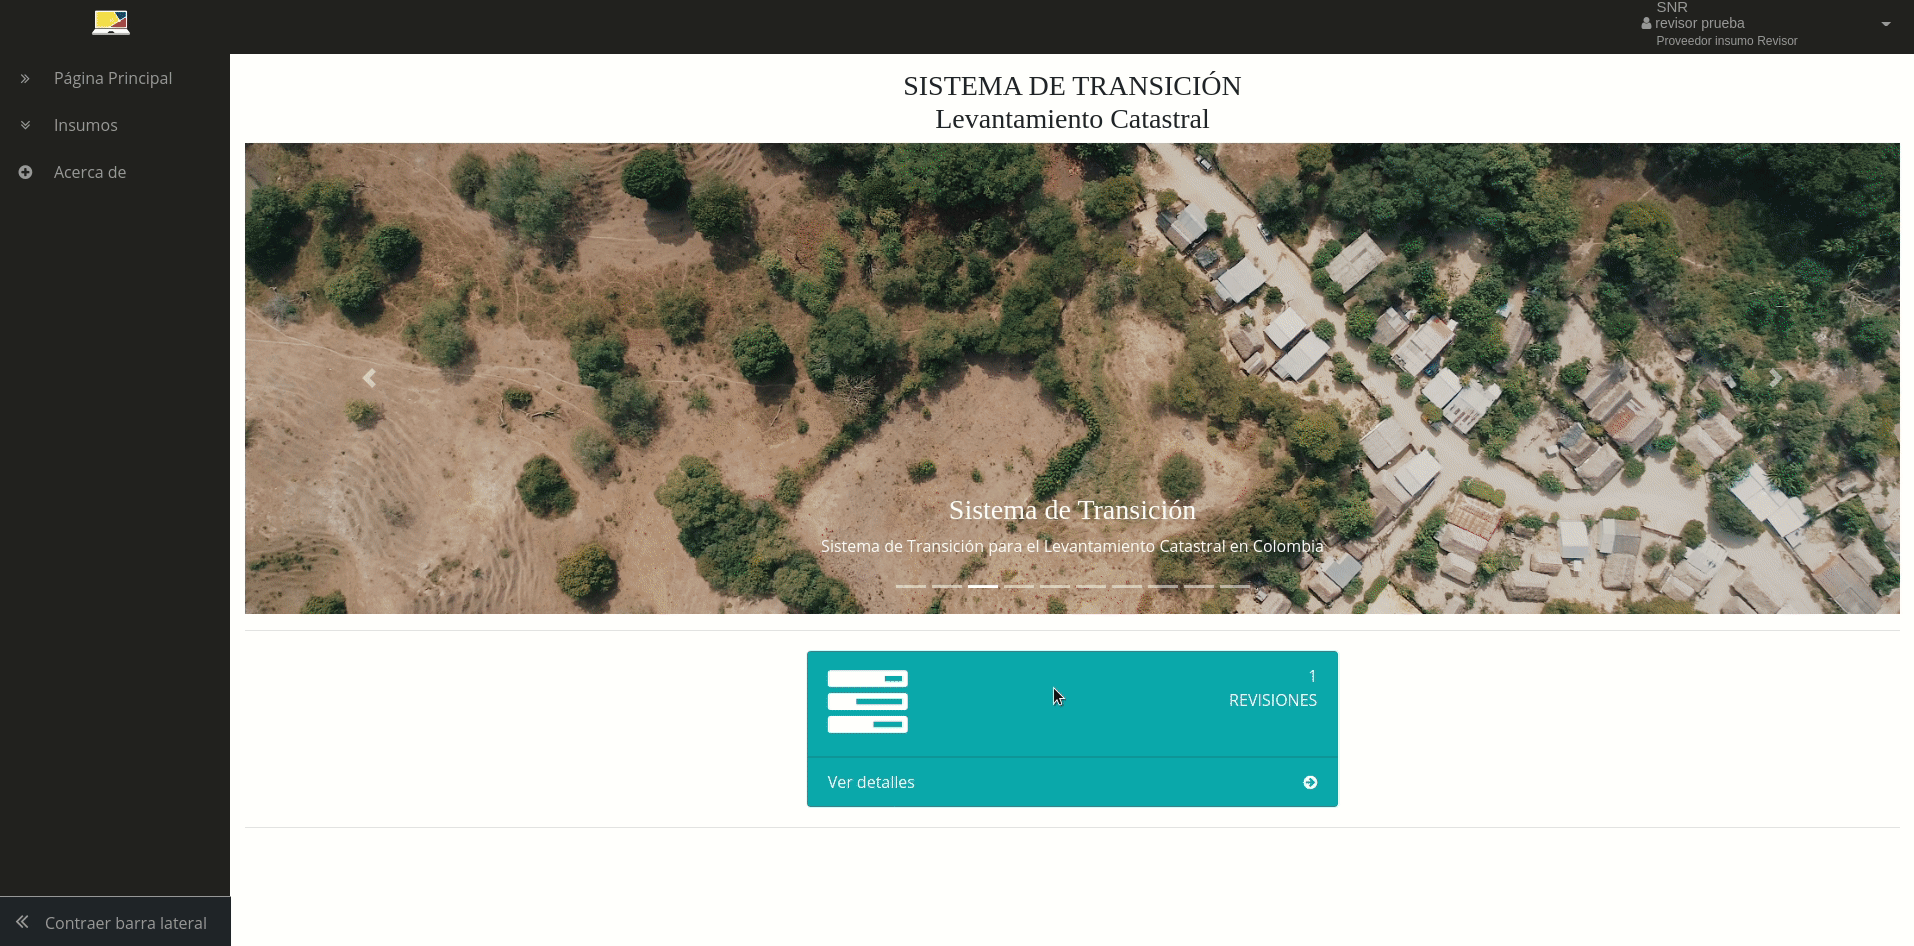 SNR
revisor prueba
Proveedor insumo Revisor
Página Principal
Insumos
Acerca de
SISTEMA DE TRANSICIÓN
Levantamiento Catastral
Sistema de Transición
Sistema de Transición para el Levantamiento Catastral en Colombia
1
REVISIONES
Ver detalles
Contraer barra lateral